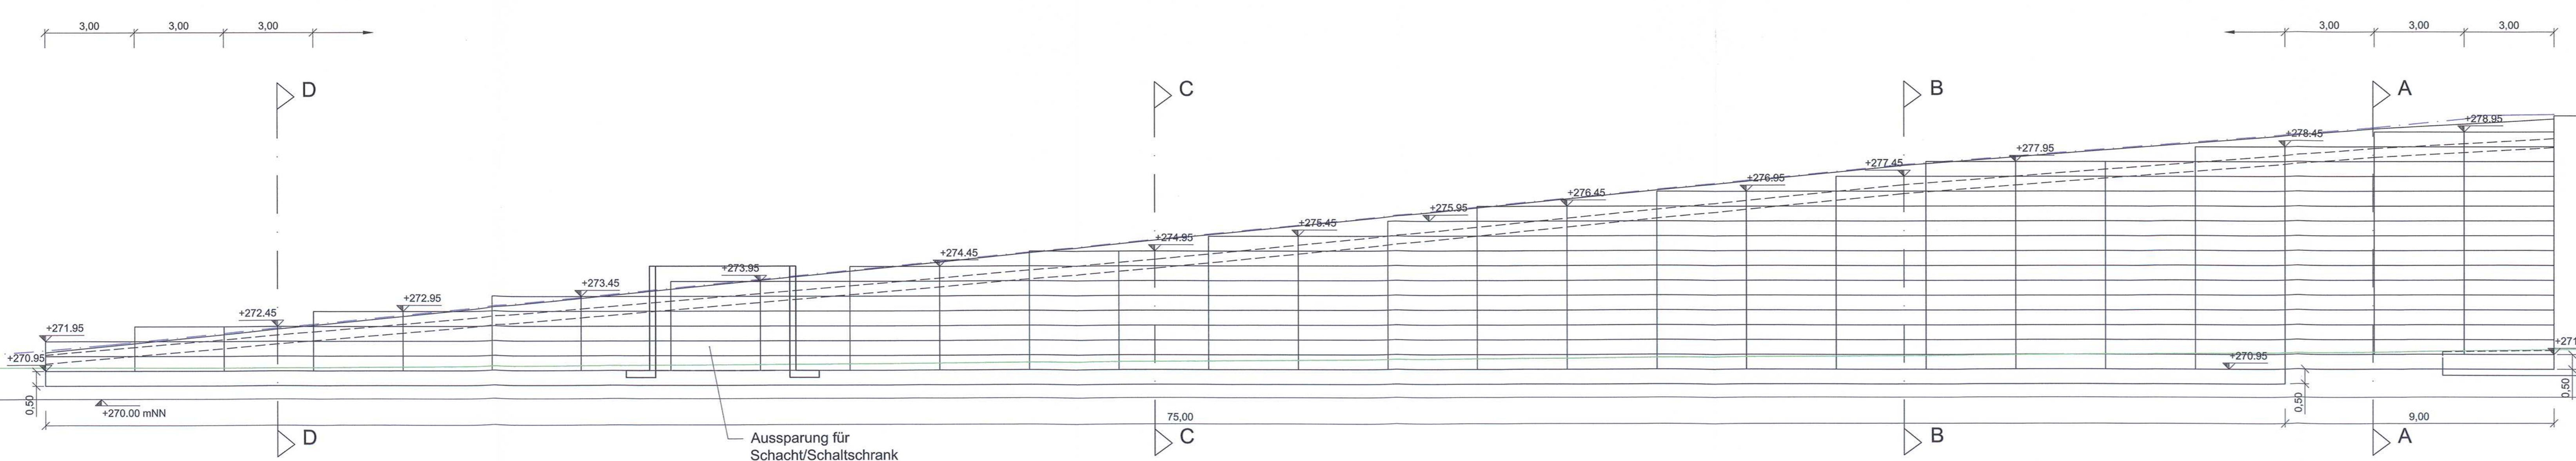 3,00 3,00 3,00 3,00 3,00 3,00
D C B A
+278.95
+278.45
+277.95
+277.45
+276.95
+276.45
+275.95
+275.45
+274.95
+274.45
+273.95
+273.45
+272.95
+272.45
+271.95
+270.95 +270.95 +271
0,50 0,50 0,50
+270.00 mNN
75,00 9,00
D C B A
Aussparung für
Schacht/Schaltschrank